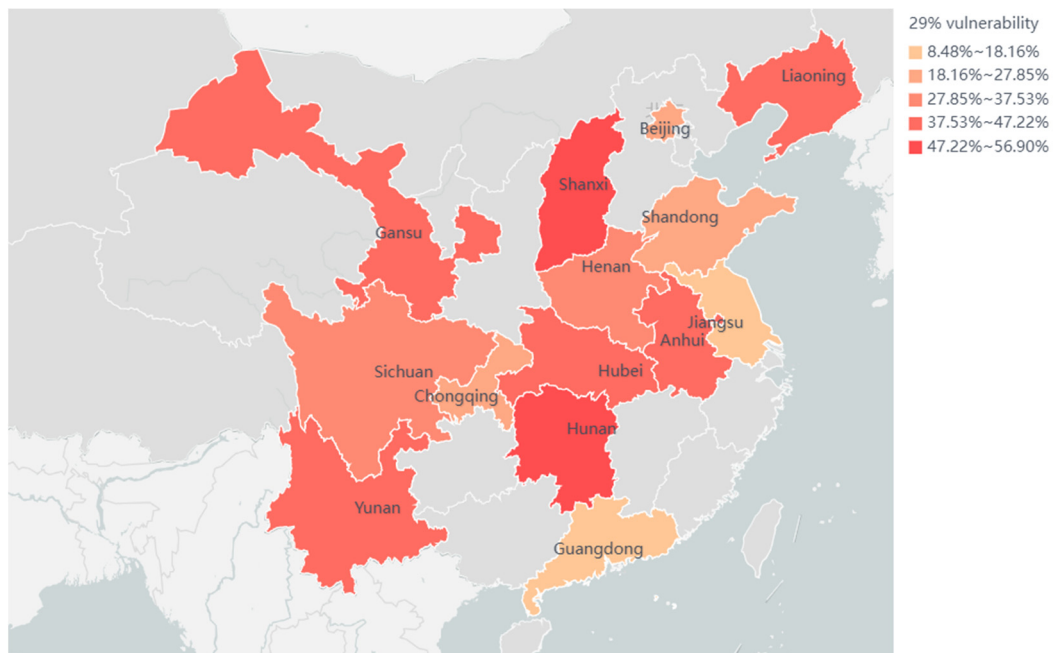 29% vulnerability
8.48%~18.16%
18.16%~27.85%
27.85%~37.53%
37.53%~47.22%
47.22%~56.90%
Liaoning
Beijing
Shanxi
Shandong
Gansu
Henan
Jiangsu
Anhui
Sichuan
Hubei
Chongqing
Hunan
Yunan
Guangdong